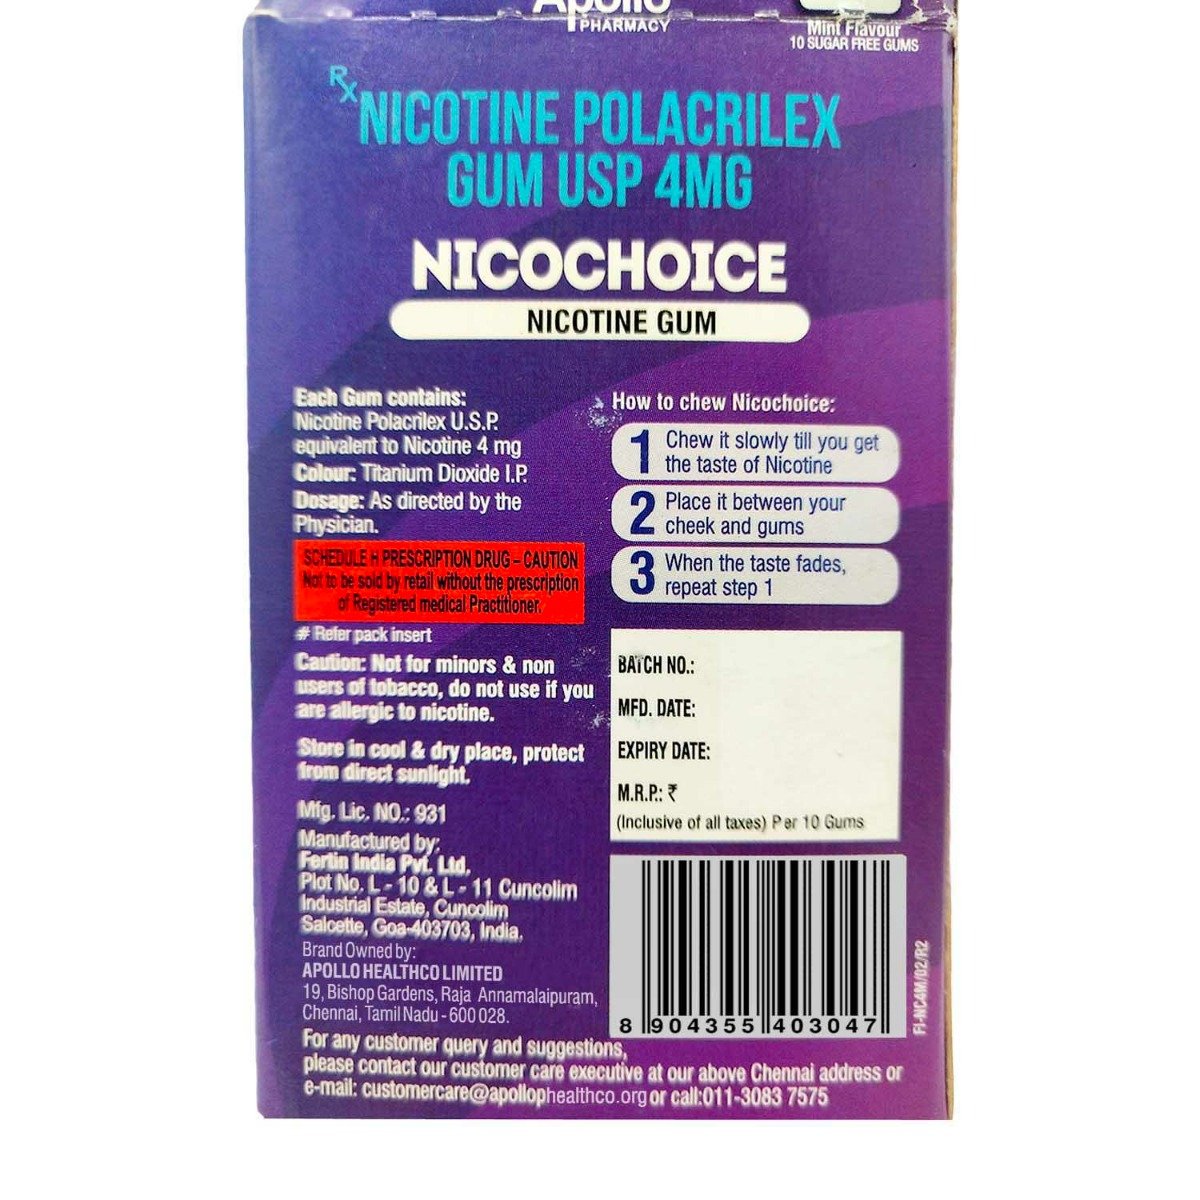 Apollo
PHARMACY
Mint Flavour
10 SUGAR FREE GUMS
Rx
NICOTINE POLACRILEX
GUM USP 4MG
NICOCHOICE
NICOTINE GUM
Each Gum contains:
Nicotine Polacrilex U.S.P.
equivalent to Nicotine 4 mg
Colour: Titanium Dioxide I.P.
Dosage: As directed by the
Physician.
SCHEDULE H PRESCRIPTION DRUG – CAUTION
Not to be sold by retail without the prescription
of Registered medical Practitioner.
# Refer pack insert
Caution: Not for minors & non
users of tobacco, do not use if you
are allergic to nicotine.
Store in cool & dry place, protect
from direct sunlight.
Mfg. Lic. NO.: 931
Manufactured by:
Fertin India Pvt. Ltd.
Plot No. L - 10 & L - 11 Cuncolim
Industrial Estate, Cuncolim
Salcette, Goa-403703, India.
Brand Owned by:
APOLLO HEALTHCO LIMITED
19, Bishop Gardens, Raja Annamalaipuram,
Chennai, Tamil Nadu - 600 028.
How to chew Nicochoice:
1 Chew it slowly till you get
the taste of Nicotine
2 Place it between your
cheek and gums
3 When the taste fades,
repeat step 1
BATCH NO.:
MFD. DATE:
EXPIRY DATE:
M.R.P.: ₹
(Inclusive of all taxes) Per 10 Gums
8 904355 403047
FI-NC4M/02/R2
For any customer query and suggestions,
please contact our customer care executive at our above Chennai address or
e-mail: customercare@apollophealthco.org or call:011-3083 7575